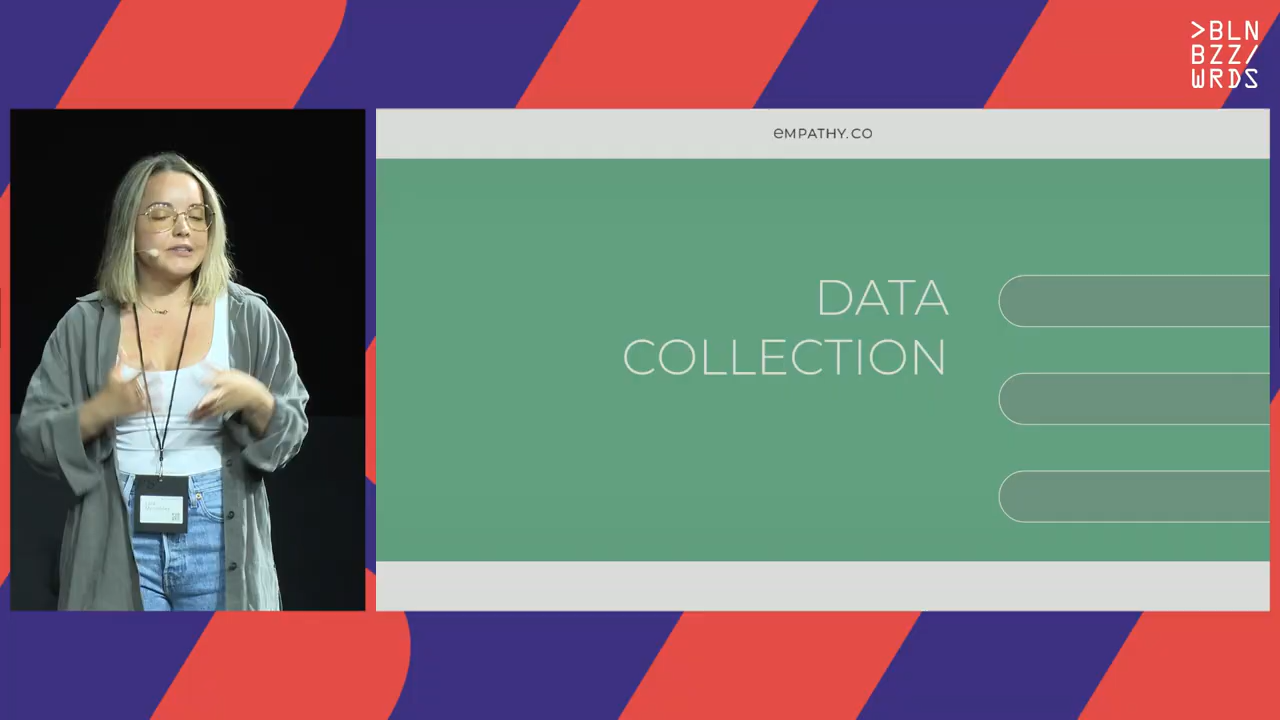 >BLN
BZZ/
WRDS
eMPATHY.CO
DATA
COLLECTION